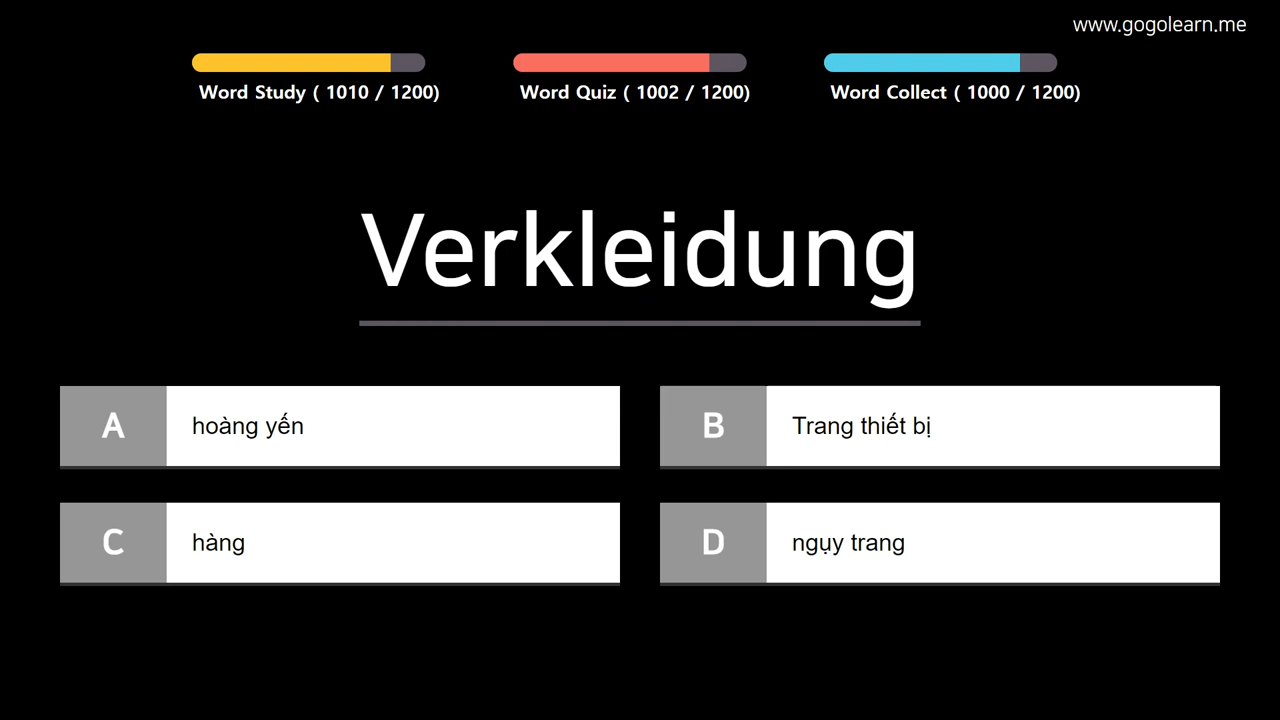 www.gogolearn.me
Word Study ( 1010 / 1200)
Word Quiz ( 1002 / 1200)
Word Collect ( 1000 / 1200)
Verkleidung
A hoàng yến
B Trang thiết bị
C hàng
D ngụy trang